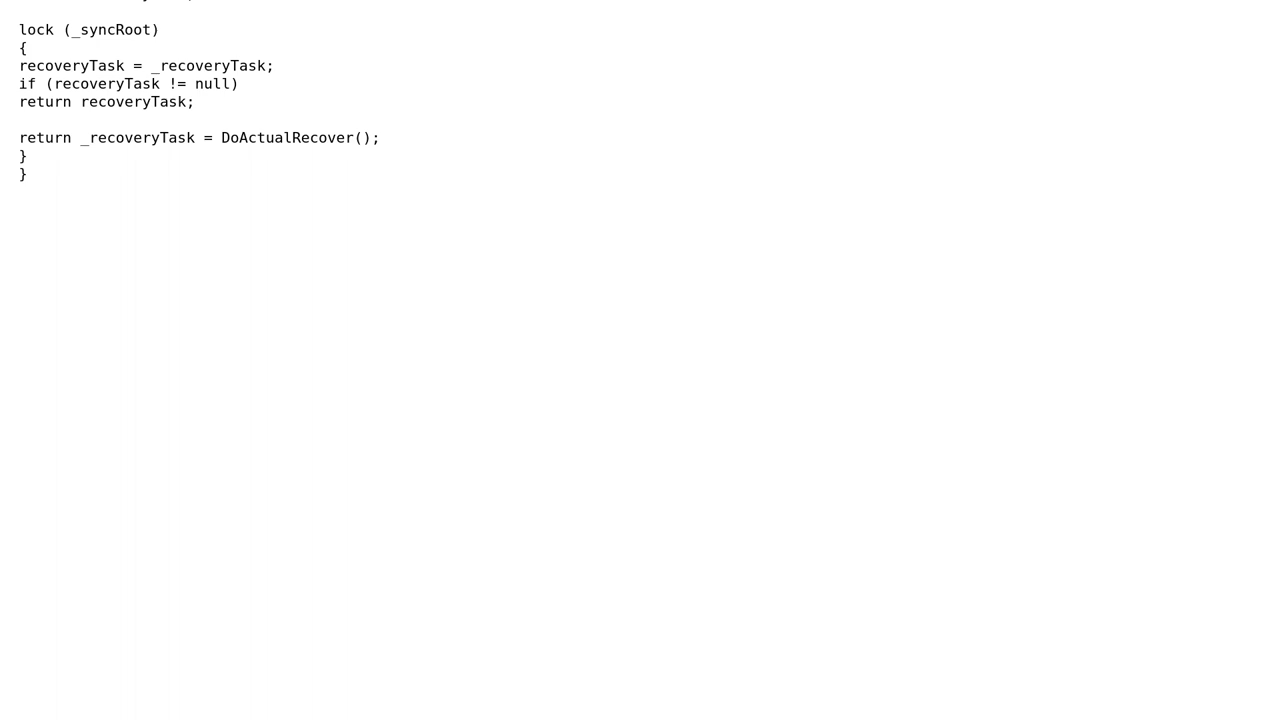 lock (_syncRoot)
{
recoveryTask = _recoveryTask;
if (recoveryTask != null)
return recoveryTask;

return _recoveryTask = DoActualRecover();
}
}